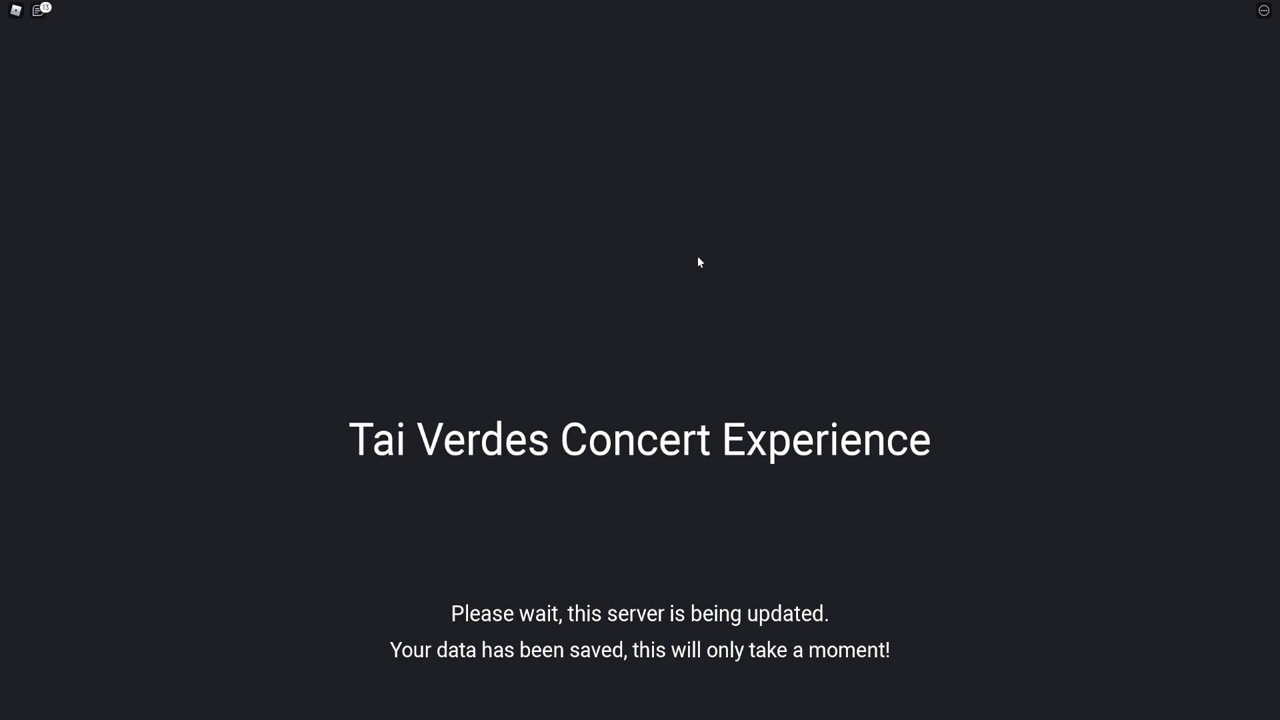 13
Tai Verdes Concert Experience
Please wait, this server is being updated.
Your data has been saved, this will only take a moment!